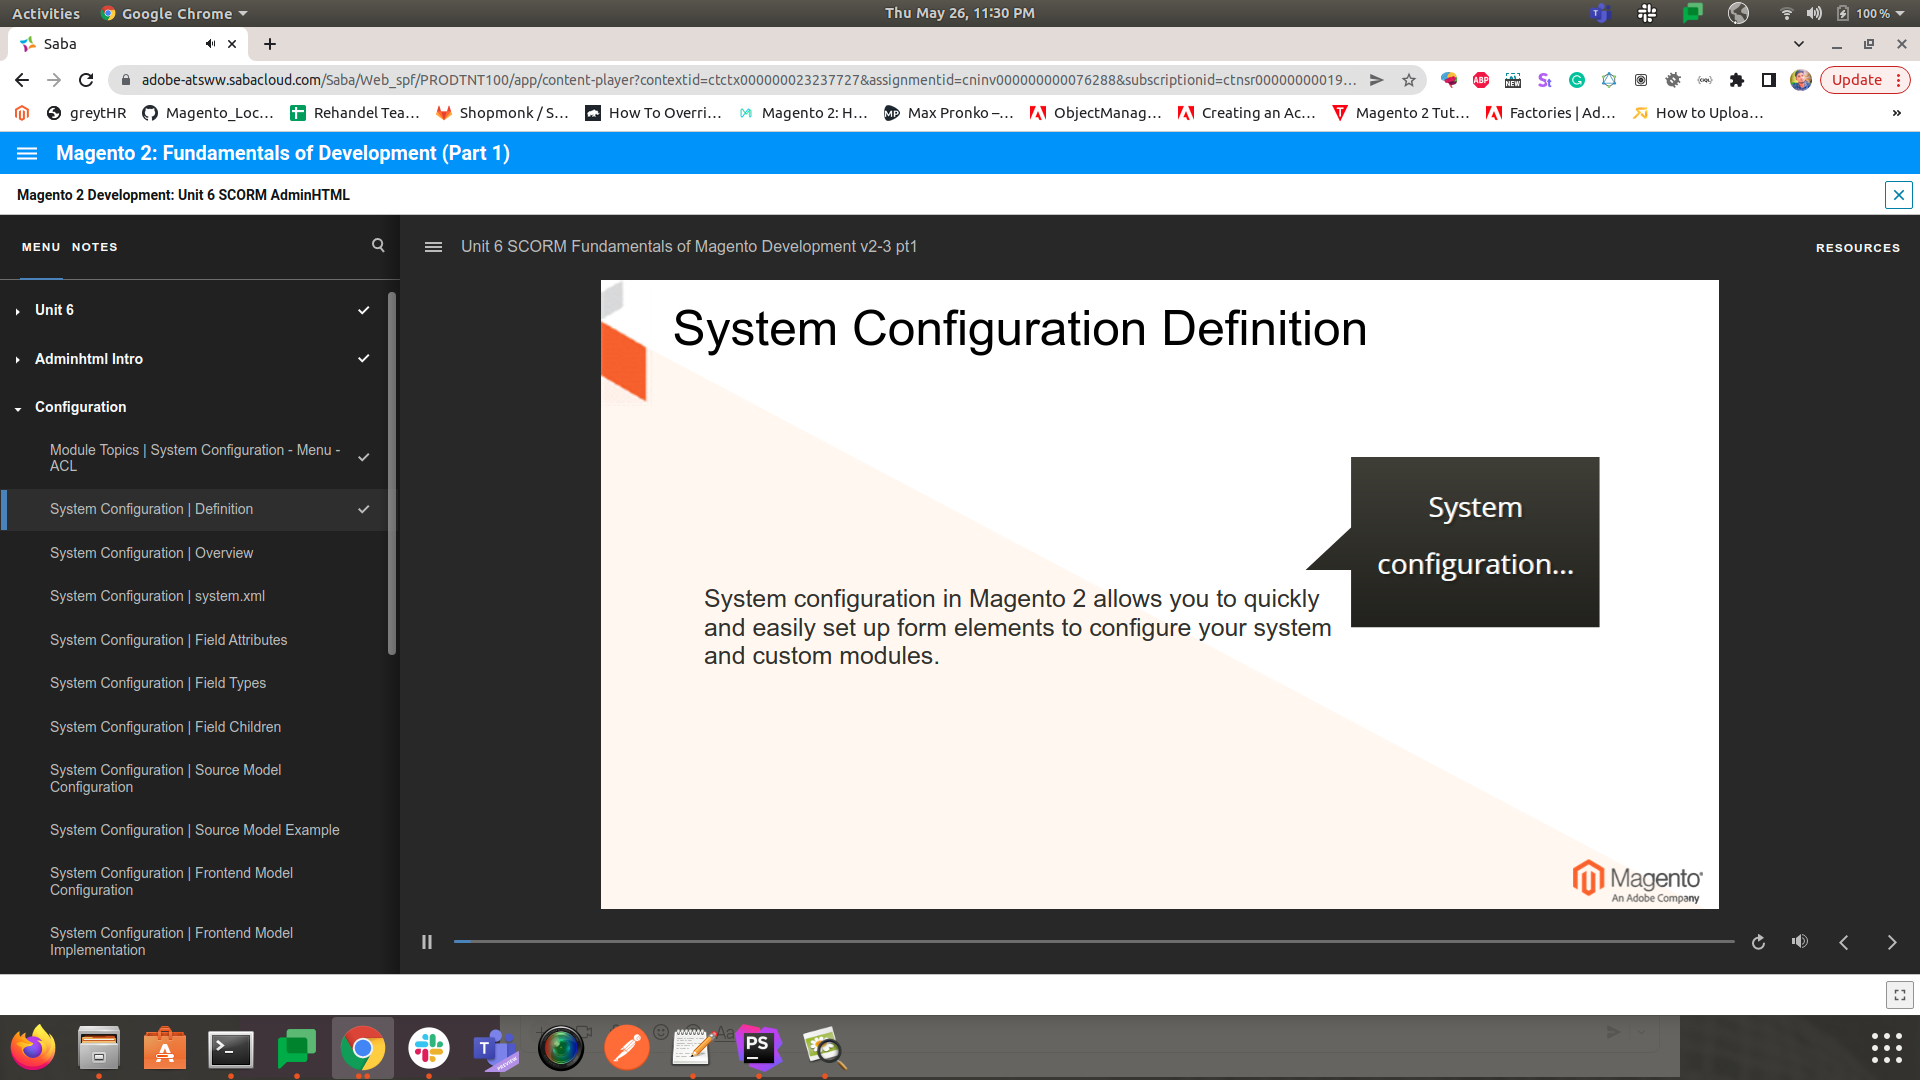 Activities
Google Chrome
Thu May 26, 11:30 PM
100 %
Saba
adobe-atsww.sabacloud.com/Saba/Web_spf/PRODTNT100/app/content-player?contextid=ctctx000000023237727&assignmentid=cninv000000000076288&subscriptionid=ctnsr00000000019...
ABP
NEW
Update
greytHR
Magento_Loc...
Rehandel Tea...
Shopmonk / S...
How To Overri...
Magento 2: H...
Max Pronko –...
ObjectManag...
Creating an Ac...
Magento 2 Tut...
Factories | Ad...
How to Uploa...
»
Magento 2: Fundamentals of Development (Part 1)
Magento 2 Development: Unit 6 SCORM AdminHTML
MENU
NOTES
Unit 6 SCORM Fundamentals of Magento Development v2-3 pt1
RESOURCES
Unit 6
Adminhtml Intro
Configuration
Module Topics | System Configuration - Menu -
ACL
System Configuration | Definition
System Configuration | Overview
System Configuration | system.xml
System Configuration | Field Attributes
System Configuration | Field Types
System Configuration | Field Children
System Configuration | Source Model
Configuration
System Configuration | Source Model Example
System Configuration | Frontend Model
Configuration
System Configuration | Frontend Model
Implementation
System Configuration Definition
System
configuration...
System configuration in Magento 2 allows you to quickly
and easily set up form elements to configure your system
and custom modules.
Magento
An Adobe Company
PS